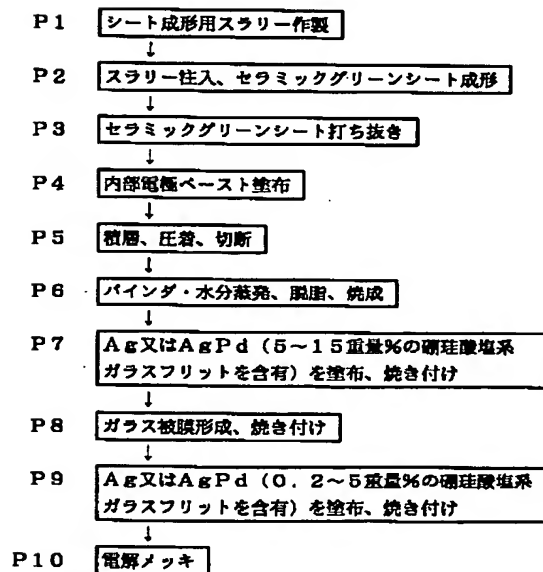 P1 シート成形用スラリー作製
↓
P2 スラリー注入、セラミックグリーンシート成形
↓
P3 セラミックグリーンシート打ち抜き
↓
P4 内部電極ペースト塗布
↓
P5 積層、圧着、切断
↓
P6 バインダ・水分蒸発、脱脂、焼成
↓
P7 Ag又はAgPd(5～15重量%の硼珪酸塩系
ガラスフリットを含有)を塗布、焼き付け
↓
P8 ガラス被膜形成、焼き付け
↓
P9 Ag又はAgPd(0.2～5重量%の硼珪酸塩系
ガラスフリットを含有)を塗布、焼き付け
↓
P10 電解メッキ